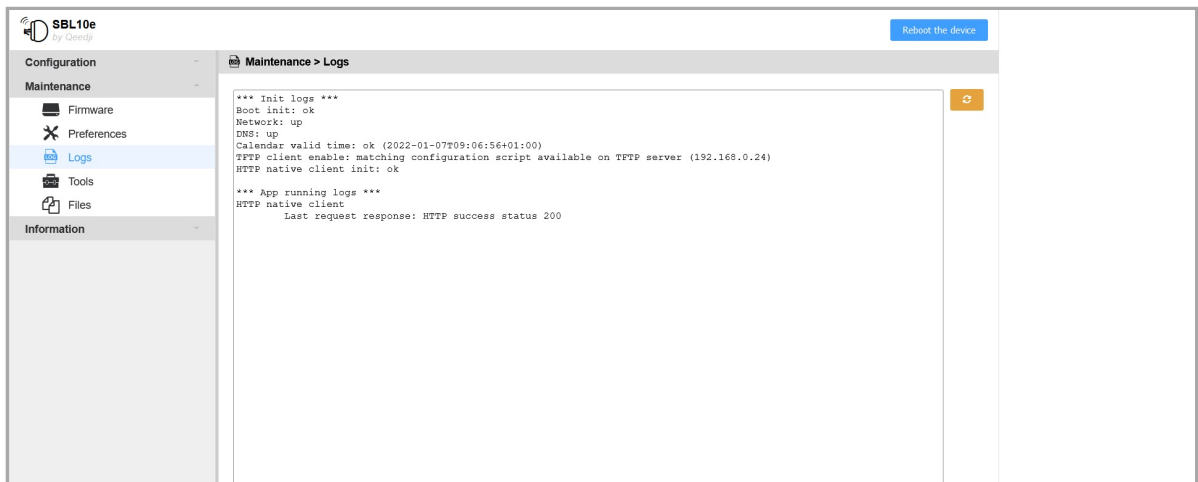 SBL10e
by Qeedji
Reboot the device
Configuration
Maintenance
Firmware
Preferences
LOG
Logs
Tools
Files
Information
LOG
Maintenance > Logs
*** Init logs ***
Boot init: ok
Network: up
DNS: up
Calendar valid time: ok (2022-01-07T09:06:56+01:00)
TFTP client enable: matching configuration script available on TFTP server (192.168.0.24)
HTTP native client init: ok
*** App running logs ***
HTTP native client
Last request response: HTTP success status 200